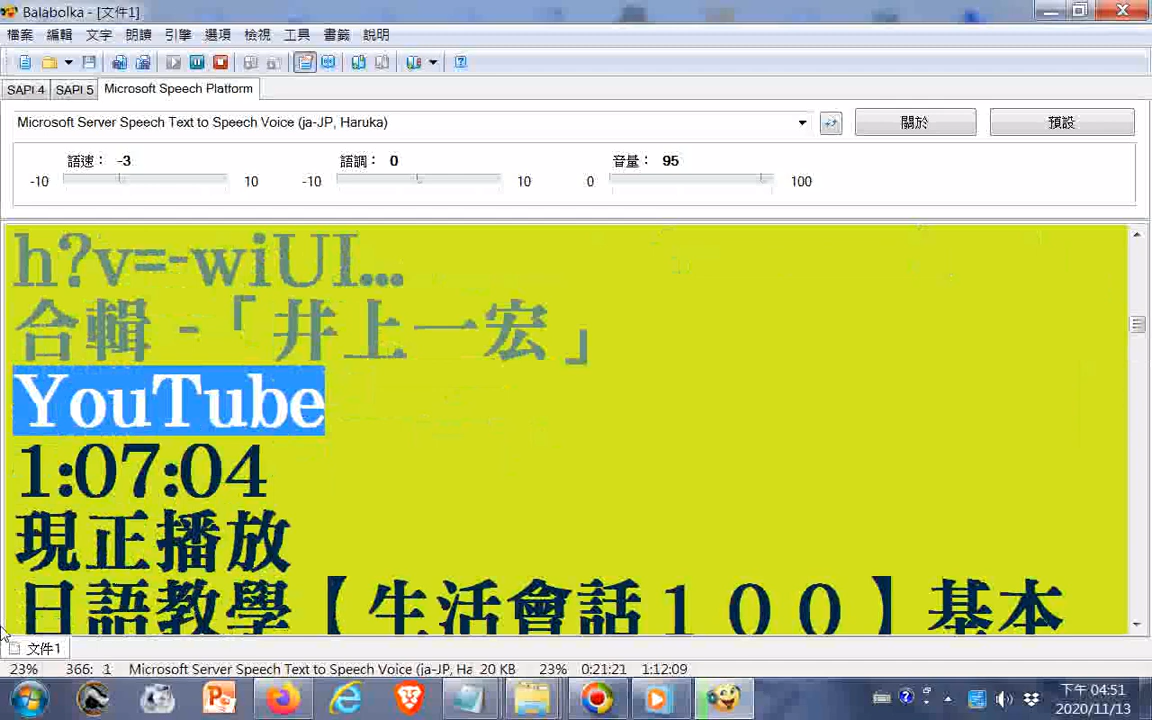 Balabolka - [文件1]
檔案 編輯 文字 朗讀 引擎 選項 檢視 工具 書籤 說明
SAPI 4 SAPI 5 Microsoft Speech Platform
Microsoft Server Speech Text to Speech Voice (ja-JP, Haruka) 關於 預設
語速： -3 語調： 0 音量： 95
-10 10 -10 10 0 100
h?v=-wiUI...
合輯 -「井上一宏」
YouTube
1:07:04
現正播放
日語教學【生活會話１００】基本
文件1
23% 366: 1 Microsoft Server Speech Text to Speech Voice (ja-JP, Ha 20 KB 23% 0:21:21 1:12:09
下午 04:51
2020/11/13